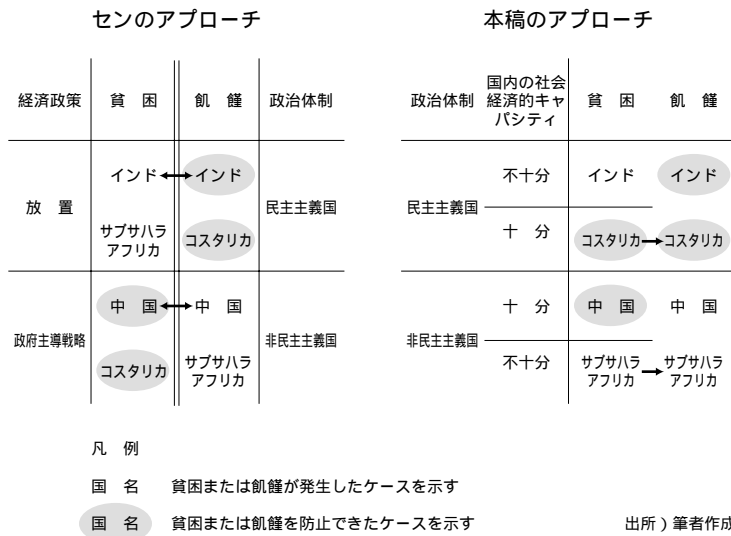 センのアプローチ
経済政策 貧 困 飢 饉 政治体制
放 置
インド インド
サブサハラ
アフリカ
コスタリカ
民主主義国
政府主導戦略
中 国 中 国
コスタリカ
サブサハラ
アフリカ
非民主主義国
本稿のアプローチ
政治体制
国内の社会
経済的キャ
パシティ
貧 困 飢 饉
民主主義国
不十分 インド インド
十 分 コスタリカ コスタリカ
非民主主義国
十 分 中 国 中 国
不十分
サブサハラ
アフリカ
サブサハラ
アフリカ
凡 例
国 名 貧困または飢饉が発生したケースを示す
国 名 貧困または飢饉を防止できたケースを示す
出所）筆者作成